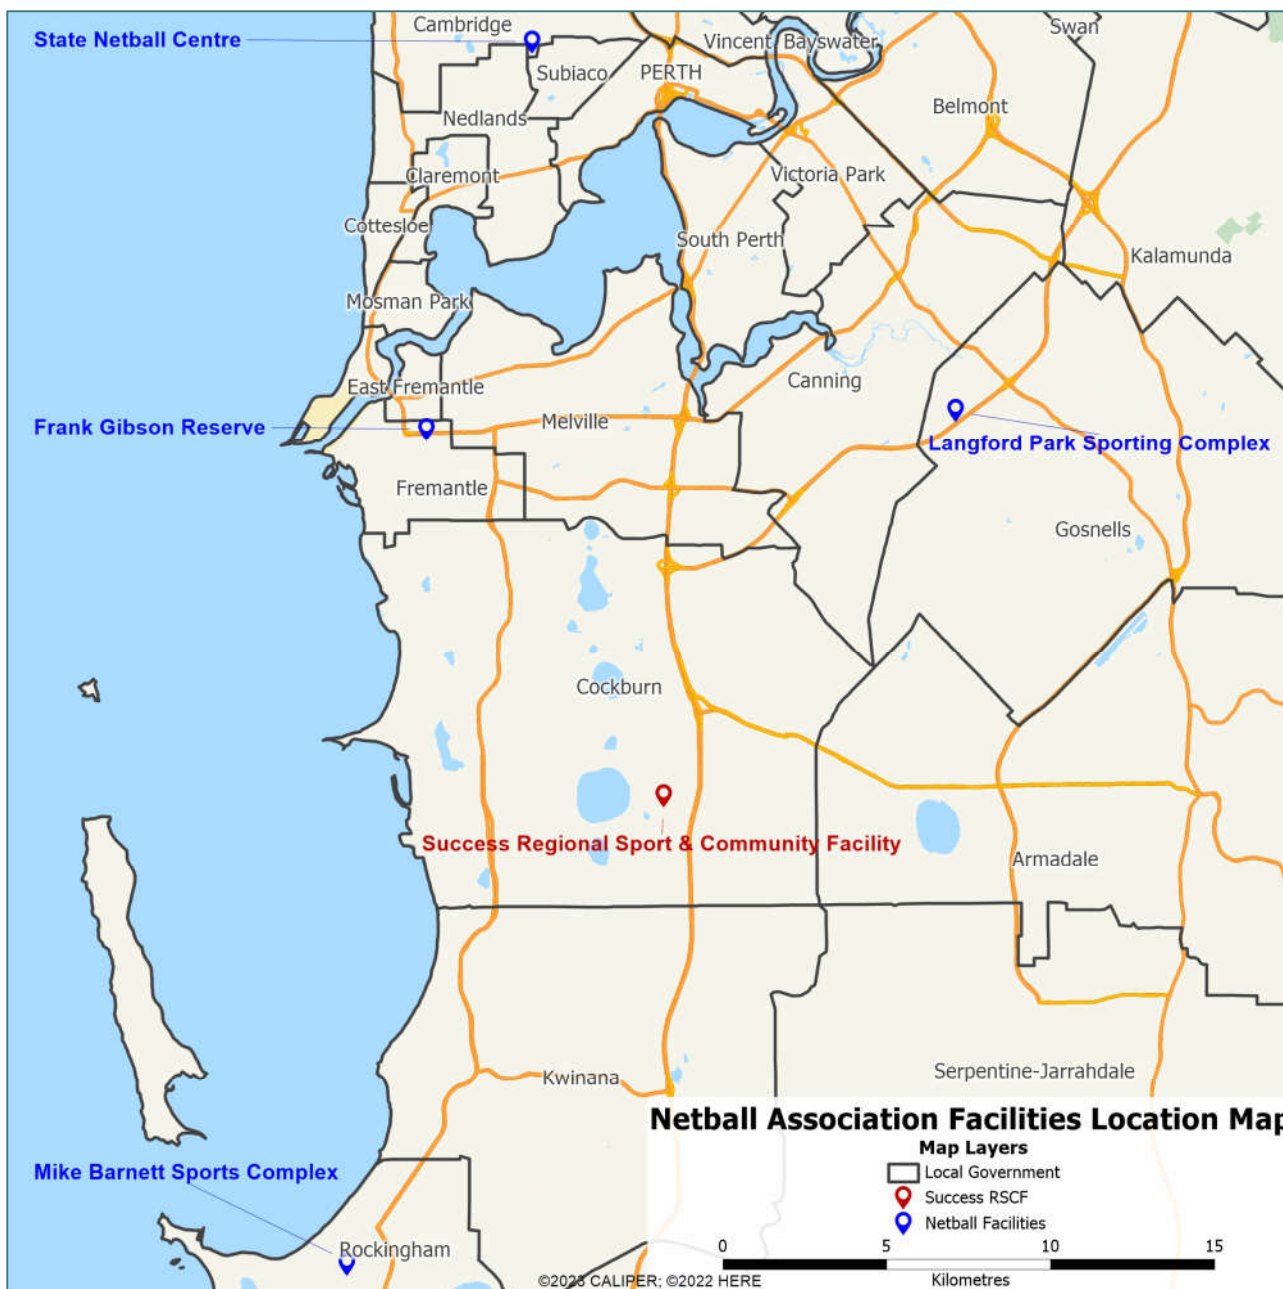 Cambridge
Swan
State Netball Centre
Vincent
Bayswater
Subiaco
PERTH
Belmont
Nedlands
Claremont
Victoria Park
Cottesloe
South Perth
Kalamunda
Mosman Park
East Fremantle
Canning
Frank Gibson Reserve
Melville
Langford Park Sporting Complex
Fremantle
Gosnells
Cockburn
Success Regional Sport & Community Facility
Armadale
Kwinana
Serpentine-Jarrahdale
Netball Association Facilities Location Map
Map Layers
Local Government
Success RSCF
Netball Facilities
Mike Barnett Sports Complex
Rockingham
0 5 10 15
Kilometres
©2023 CALIPER; ©2022 HERE